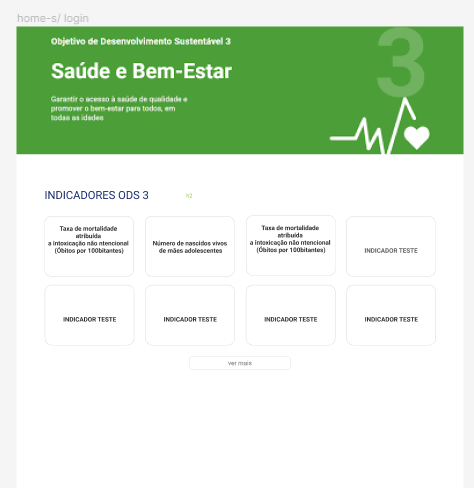 home-s/ login
Objetivo de Desenvolvimento Sustentável 3
3
Saúde e Bem-Estar
Garantir o acesso à saúde de qualidade e
promover o bem-estar para todos, em
todas as idades
INDICADORES ODS 3
h2
Taxa de mortalidade
atribuída
a intoxicação não ntencional
(Óbitos por 100bitantes)
Número de nascidos vivos
de mães adolescentes
Taxa de mortalidade
atribuída
a intoxicação não ntencional
(Óbitos por 100bitantes)
INDICADOR TESTE
INDICADOR TESTE
INDICADOR TESTE
INDICADOR TESTE
INDICADOR TESTE
ver mais